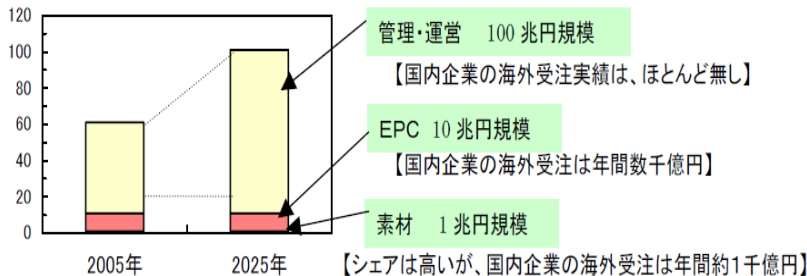 120
100
80
60
40
20
0
2005年
2025年
管理・運営　100 兆円規模
【国内企業の海外受注実績は、ほとんど無し】
EPC 10 兆円規模
【国内企業の海外受注は年間数千億円】
素材　1 兆円規模
【シェアは高いが、国内企業の海外受注は年間約1千億円】